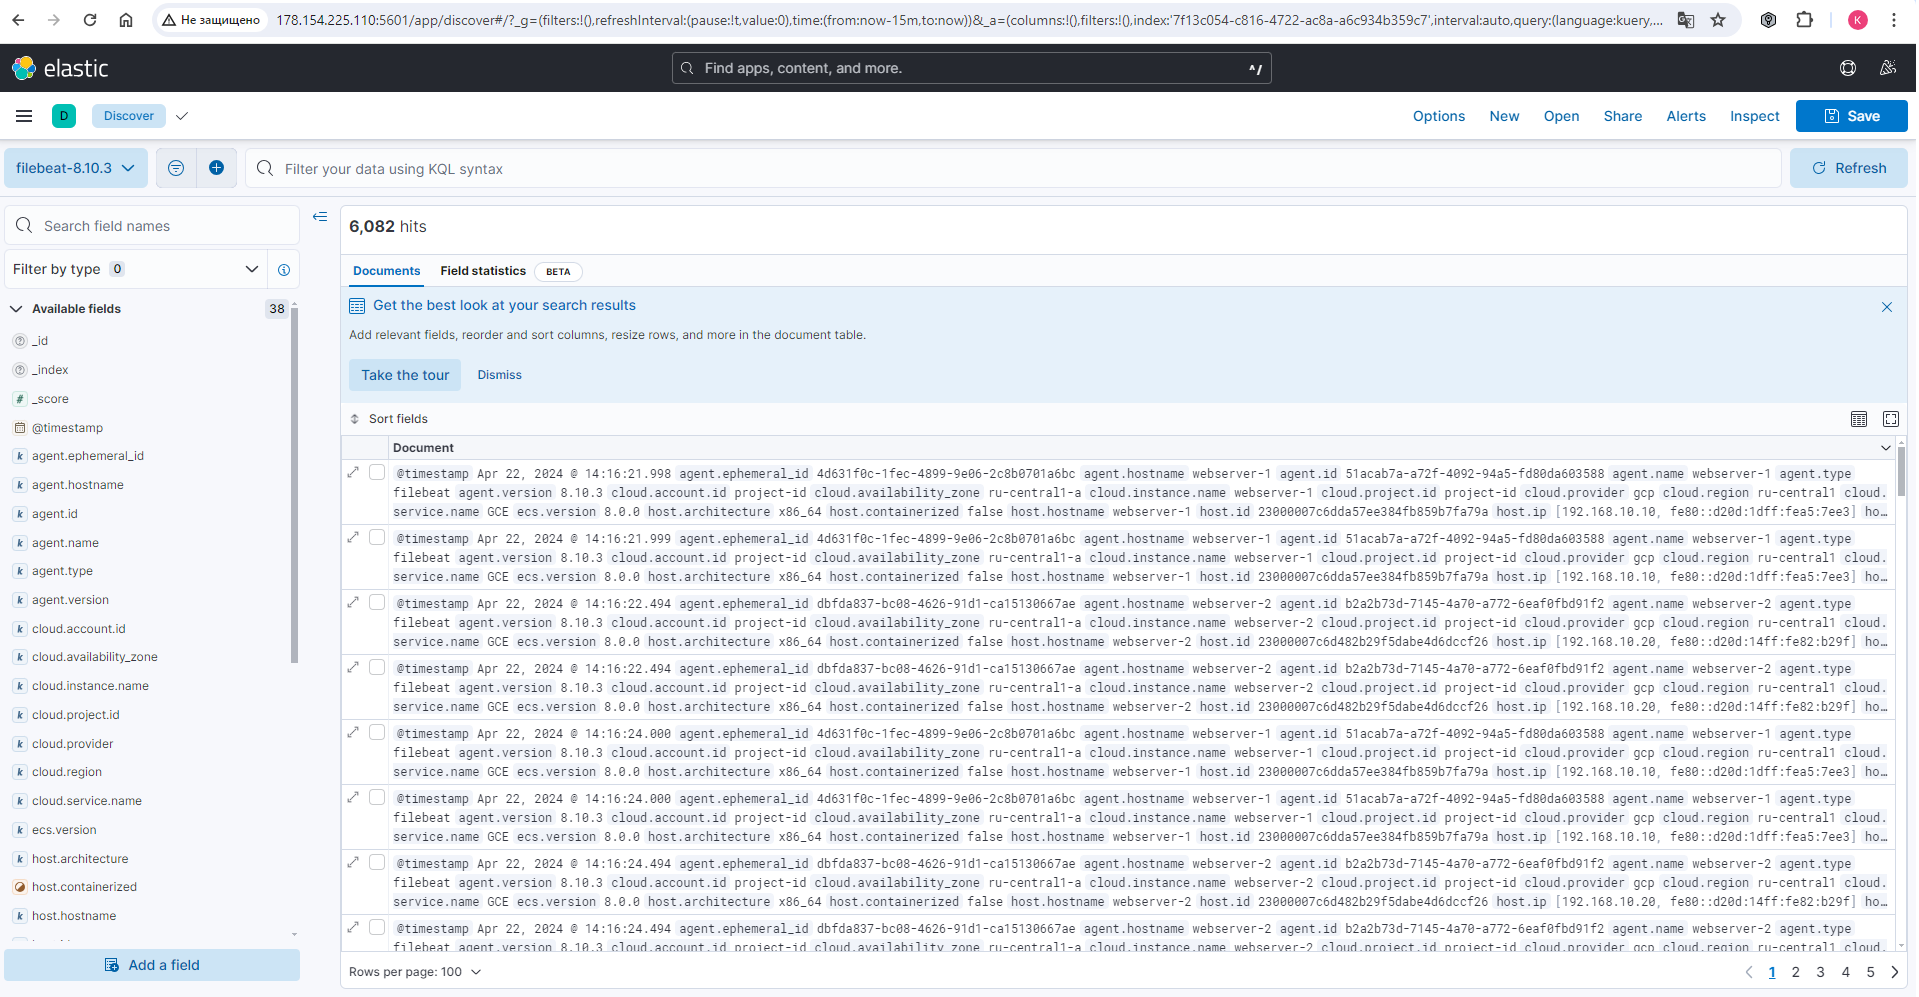 Не защищено 178.154.225.110:5601/app/discover#/?_g=(filters:!(),refreshInterval:(pause:!t,value:0),time:(from:now-15m,to:now))&_a=(columns:!(),filters:!(),index:'7f13c054-c816-4722-ac8a-a6c934b359c7',interval:auto,query:(language:kuery,... K
elastic Find apps, content, and more. ^/
D Discover Options New Open Share Alerts Inspect Save
filebeat-8.10.3 Filter your data using KQL syntax Refresh
Search field names
Filter by type 0
Available fields 38
_id
_index
# _score
@timestamp
k agent.ephemeral_id
k agent.hostname
k agent.id
k agent.name
k agent.type
k agent.version
k cloud.account.id
k cloud.availability_zone
k cloud.instance.name
k cloud.project.id
k cloud.provider
k cloud.region
k cloud.service.name
k ecs.version
k host.architecture
host.containerized
k host.hostname
Add a field
6,082 hits
Documents Field statistics BETA
Get the best look at your search results
Add relevant fields, reorder and sort columns, resize rows, and more in the document table.
Take the tour Dismiss
Sort fields
Document
@timestamp Apr 22, 2024 @ 14:16:21.998 agent.ephemeral_id 4d631f0c-1fec-4899-9e06-2c8b0701a6bc agent.hostname webserver-1 agent.id 51acab7a-a72f-4092-94a5-fd80da603588 agent.name webserver-1 agent.type
filebeat agent.version 8.10.3 cloud.account.id project-id cloud.availability_zone ru-central1-a cloud.instance.name webserver-1 cloud.project.id project-id cloud.provider gcp cloud.region ru-central1 cloud.
service.name GCE ecs.version 8.0.0 host.architecture x86_64 host.containerized false host.hostname webserver-1 host.id 23000007c6dda57ee384fb859b7fa79a host.ip [192.168.10.10, fe80::d20d:1dff:fea5:7ee3] ho…
@timestamp Apr 22, 2024 @ 14:16:21.999 agent.ephemeral_id 4d631f0c-1fec-4899-9e06-2c8b0701a6bc agent.hostname webserver-1 agent.id 51acab7a-a72f-4092-94a5-fd80da603588 agent.name webserver-1 agent.type
filebeat agent.version 8.10.3 cloud.account.id project-id cloud.availability_zone ru-central1-a cloud.instance.name webserver-1 cloud.project.id project-id cloud.provider gcp cloud.region ru-central1 cloud.
service.name GCE ecs.version 8.0.0 host.architecture x86_64 host.containerized false host.hostname webserver-1 host.id 23000007c6dda57ee384fb859b7fa79a host.ip [192.168.10.10, fe80::d20d:1dff:fea5:7ee3] ho…
@timestamp Apr 22, 2024 @ 14:16:22.494 agent.ephemeral_id dbfda837-bc08-4626-91d1-ca15130667ae agent.hostname webserver-2 agent.id b2a2b73d-7145-4a70-a772-6eaf0fbd91f2 agent.name webserver-2 agent.type
filebeat agent.version 8.10.3 cloud.account.id project-id cloud.availability_zone ru-central1-a cloud.instance.name webserver-2 cloud.project.id project-id cloud.provider gcp cloud.region ru-central1 cloud.
service.name GCE ecs.version 8.0.0 host.architecture x86_64 host.containerized false host.hostname webserver-2 host.id 23000007c6d482b29f5dabe4d6dccf26 host.ip [192.168.10.20, fe80::d20d:14ff:fe82:b29f] ho…
@timestamp Apr 22, 2024 @ 14:16:22.494 agent.ephemeral_id dbfda837-bc08-4626-91d1-ca15130667ae agent.hostname webserver-2 agent.id b2a2b73d-7145-4a70-a772-6eaf0fbd91f2 agent.name webserver-2 agent.type
filebeat agent.version 8.10.3 cloud.account.id project-id cloud.availability_zone ru-central1-a cloud.instance.name webserver-2 cloud.project.id project-id cloud.provider gcp cloud.region ru-central1 cloud.
service.name GCE ecs.version 8.0.0 host.architecture x86_64 host.containerized false host.hostname webserver-2 host.id 23000007c6d482b29f5dabe4d6dccf26 host.ip [192.168.10.20, fe80::d20d:14ff:fe82:b29f] ho…
@timestamp Apr 22, 2024 @ 14:16:24.000 agent.ephemeral_id 4d631f0c-1fec-4899-9e06-2c8b0701a6bc agent.hostname webserver-1 agent.id 51acab7a-a72f-4092-94a5-fd80da603588 agent.name webserver-1 agent.type
filebeat agent.version 8.10.3 cloud.account.id project-id cloud.availability_zone ru-central1-a cloud.instance.name webserver-1 cloud.project.id project-id cloud.provider gcp cloud.region ru-central1 cloud.
service.name GCE ecs.version 8.0.0 host.architecture x86_64 host.containerized false host.hostname webserver-1 host.id 23000007c6dda57ee384fb859b7fa79a host.ip [192.168.10.10, fe80::d20d:1dff:fea5:7ee3] ho…
@timestamp Apr 22, 2024 @ 14:16:24.000 agent.ephemeral_id 4d631f0c-1fec-4899-9e06-2c8b0701a6bc agent.hostname webserver-1 agent.id 51acab7a-a72f-4092-94a5-fd80da603588 agent.name webserver-1 agent.type
filebeat agent.version 8.10.3 cloud.account.id project-id cloud.availability_zone ru-central1-a cloud.instance.name webserver-1 cloud.project.id project-id cloud.provider gcp cloud.region ru-central1 cloud.
service.name GCE ecs.version 8.0.0 host.architecture x86_64 host.containerized false host.hostname webserver-1 host.id 23000007c6dda57ee384fb859b7fa79a host.ip [192.168.10.10, fe80::d20d:1dff:fea5:7ee3] ho…
@timestamp Apr 22, 2024 @ 14:16:24.494 agent.ephemeral_id dbfda837-bc08-4626-91d1-ca15130667ae agent.hostname webserver-2 agent.id b2a2b73d-7145-4a70-a772-6eaf0fbd91f2 agent.name webserver-2 agent.type
filebeat agent.version 8.10.3 cloud.account.id project-id cloud.availability_zone ru-central1-a cloud.instance.name webserver-2 cloud.project.id project-id cloud.provider gcp cloud.region ru-central1 cloud.
service.name GCE ecs.version 8.0.0 host.architecture x86_64 host.containerized false host.hostname webserver-2 host.id 23000007c6d482b29f5dabe4d6dccf26 host.ip [192.168.10.20, fe80::d20d:14ff:fe82:b29f] ho…
@timestamp Apr 22, 2024 @ 14:16:24.494 agent.ephemeral_id dbfda837-bc08-4626-91d1-ca15130667ae agent.hostname webserver-2 agent.id b2a2b73d-7145-4a70-a772-6eaf0fbd91f2 agent.name webserver-2 agent.type
filebeat agent.version 8.10.3 cloud.account.id project-id cloud.availability_zone ru-central1-a cloud.instance.name webserver-2 cloud.project.id project-id cloud.provider gcp cloud.region ru-central1 cloud.
Rows per page: 100 1 2 3 4 5